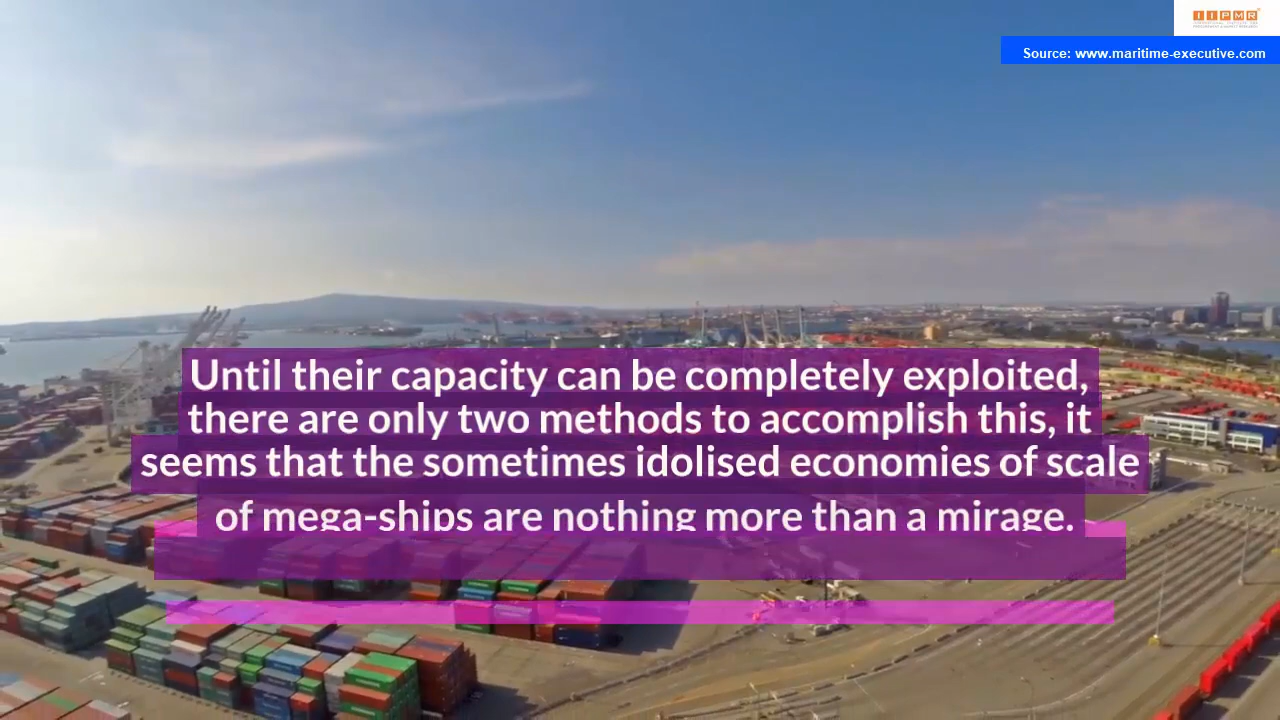 IIPMR
Source: www.maritime-executive.com
Until their capacity can be completely exploited,
there are only two methods to accomplish this, it
seems that the sometimes idolised economies of scale
of mega-ships are nothing more than a mirage.